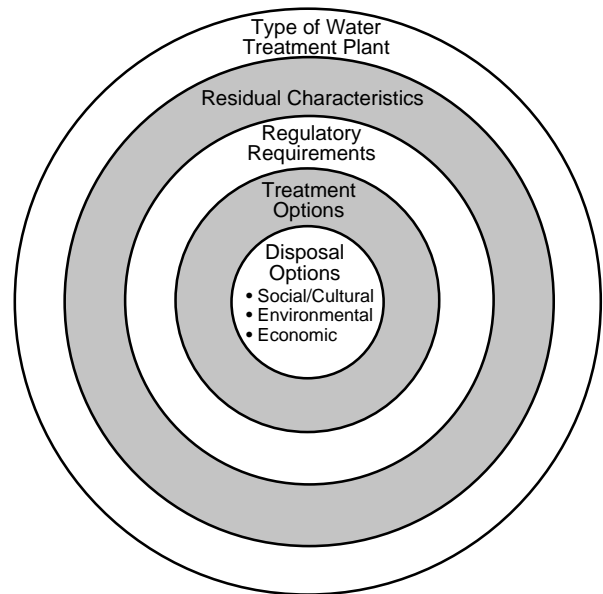 Type of Water
Treatment Plant
Residual Characteristics
Regulatory
Requirements
Treatment
Options
Disposal
Options
• Social/Cultural
• Environmental
• Economic